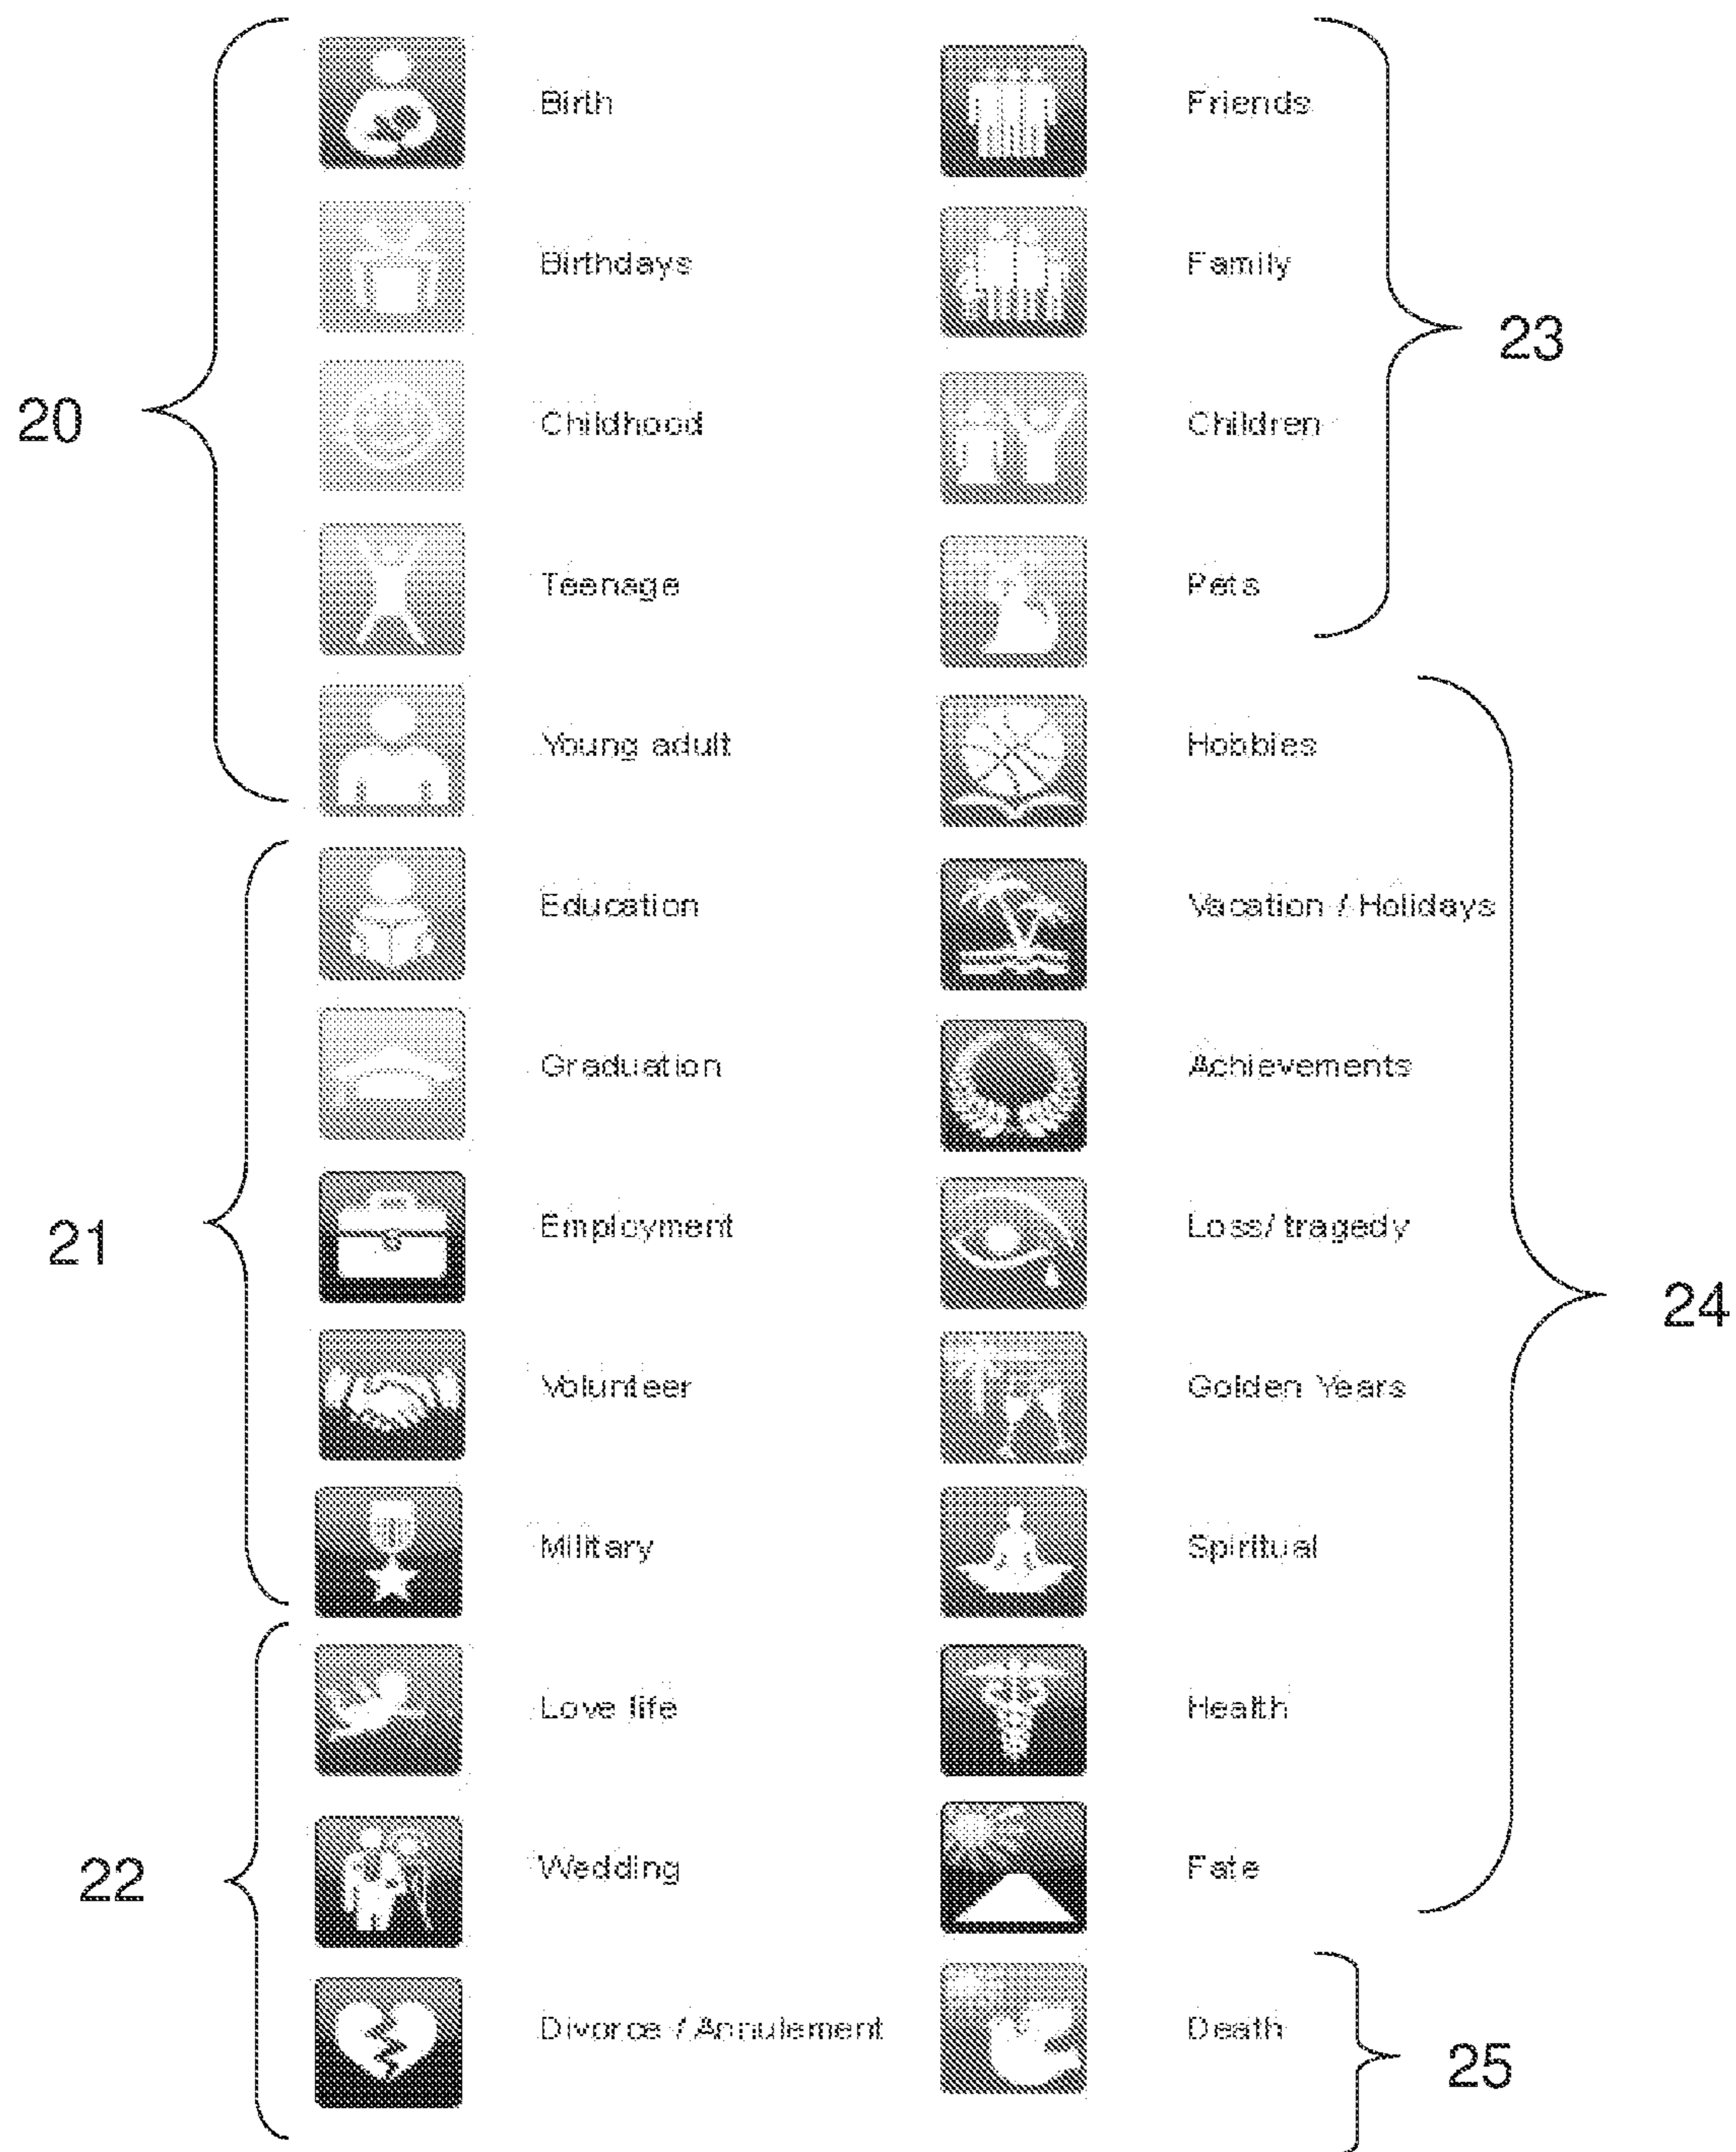 20
Birth
Birthdays
Childhood
Teenage
Young adult
21
Education
Graduation
Employment
Volunteer
Military
22
Love life
Wedding
Divorce / Annulement
Friends
Family
Children
Pets
23
Hobbies
Vacation / Holidays
Achievements
Loss/ tragedy
Golden Years
Spiritual
Health
Fate
24
Death
25